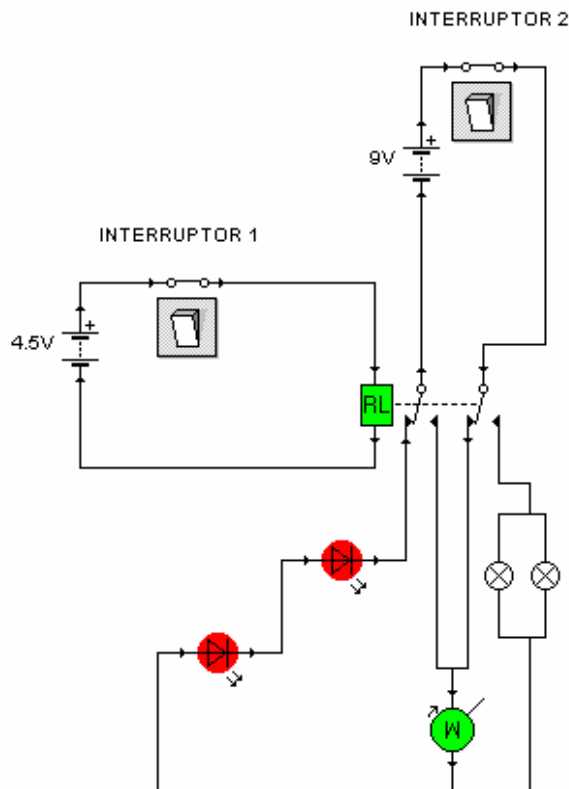 INTERRUPTOR 2
9V
+
INTERRUPTOR 1
4.5V
+
RL
M